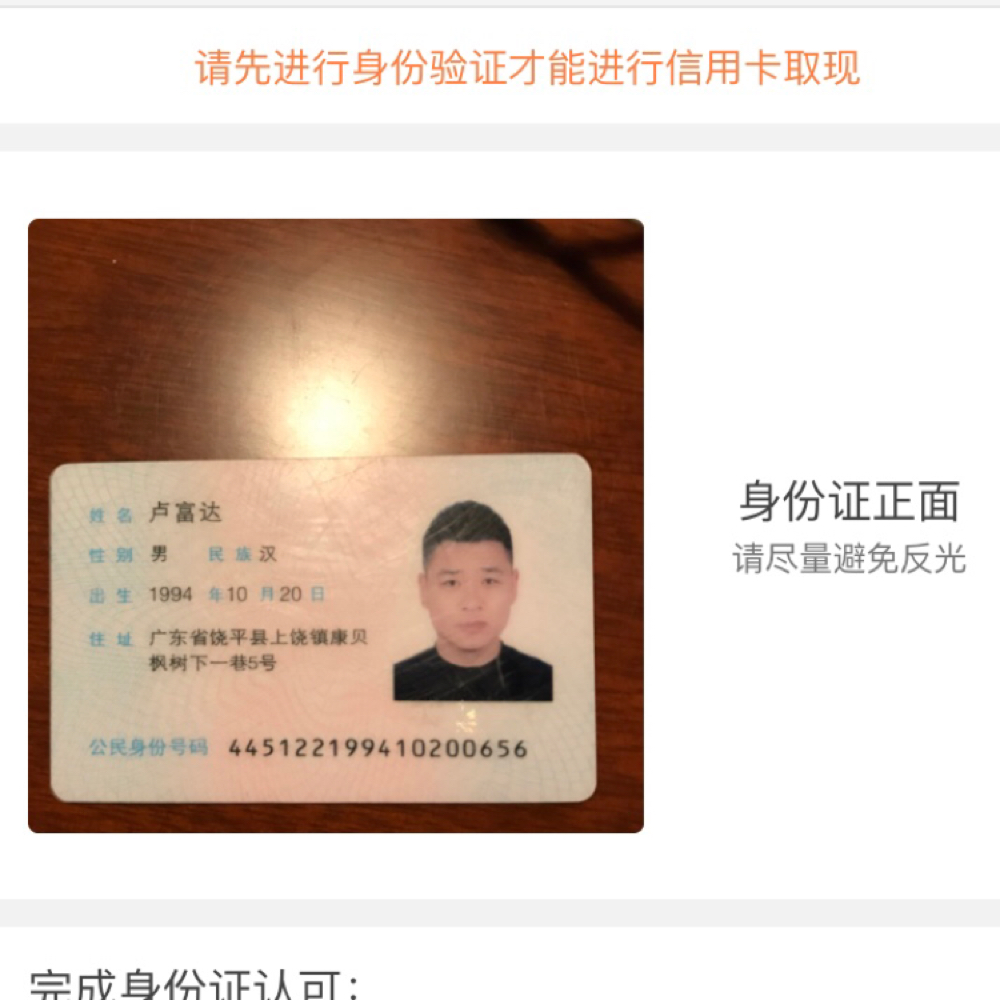 请先进行身份验证才能进行信用卡取现
姓名 卢富达
性别 男 民族 汉
出生 1994 年 10 月 20 日
住址 广东省饶平县上饶镇康贝
枫树下一巷5号
公民身份号码 445122199410200656
身份证正面
请尽量避免反光
完成身份证认可：